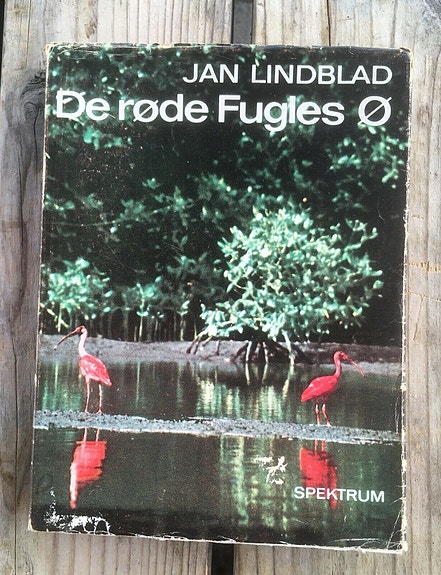 JAN LINDBLAD
De røde Fugles Ø
SPEKTRUM